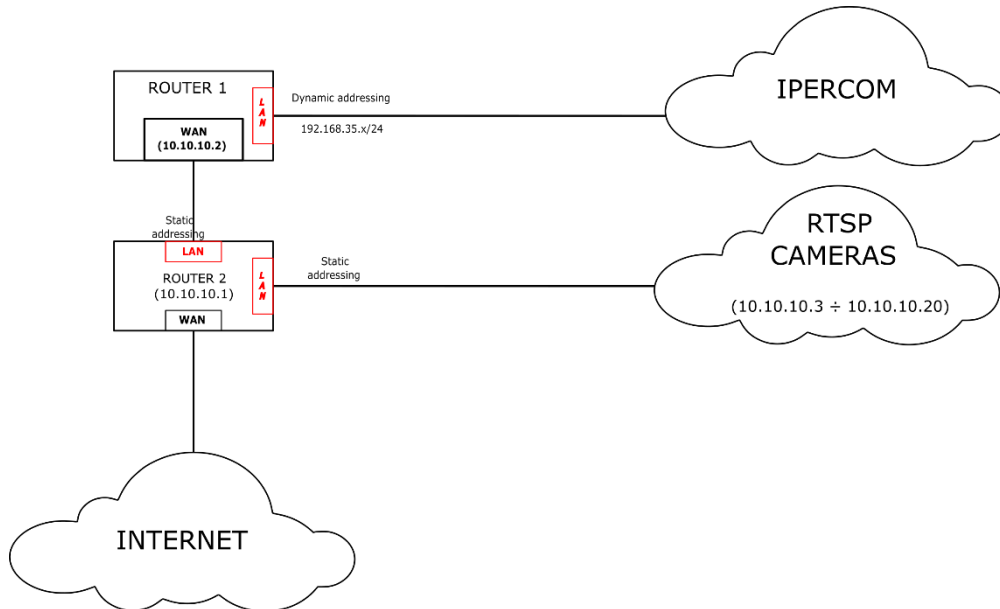 IPERCOM
ROUTER 1
LAN
Dynamic addressing
192.168.35.x/24
WAN
(10.10.10.2)
Static
addressing
LAN
RTSP
CAMERAS
(10.10.10.3 ÷ 10.10.10.20)
ROUTER 2
(10.10.10.1)
LAN
Static
addressing
WAN
INTERNET